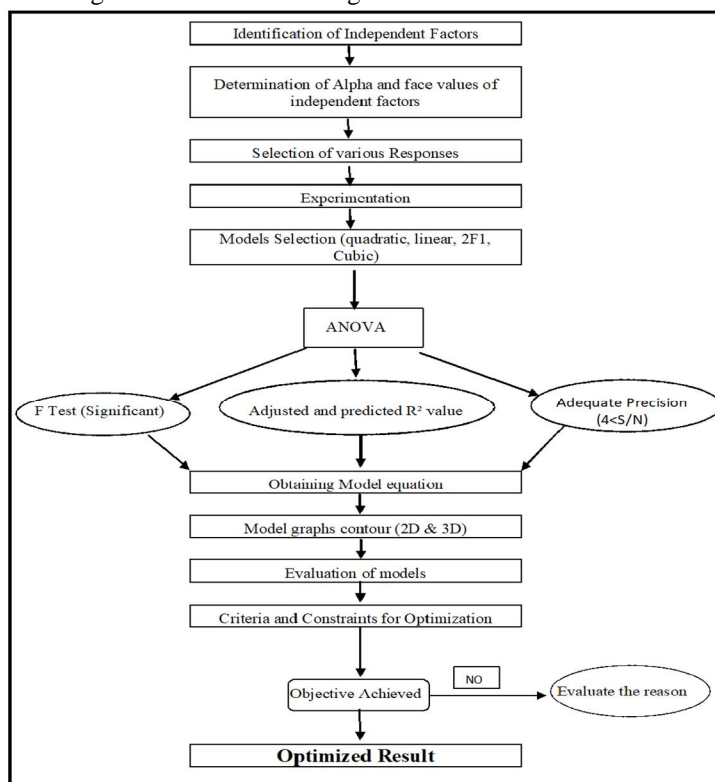 Identification of Independent Factors
Determination of Alpha and face values of
independent factors
Selection of various Responses
Experimentation
Models Selection (quadratic, linear, 2F1,
Cubic)
ANOVA
F Test (Significant)
Adjusted and predicted R² value
Adequate Precision
(4<S/N)
Obtaining Model equation
Model graphs contour (2D & 3D)
Evaluation of models
Criteria and Constraints for Optimization
Objective Achieved
NO
Evaluate the reason
Optimized Result